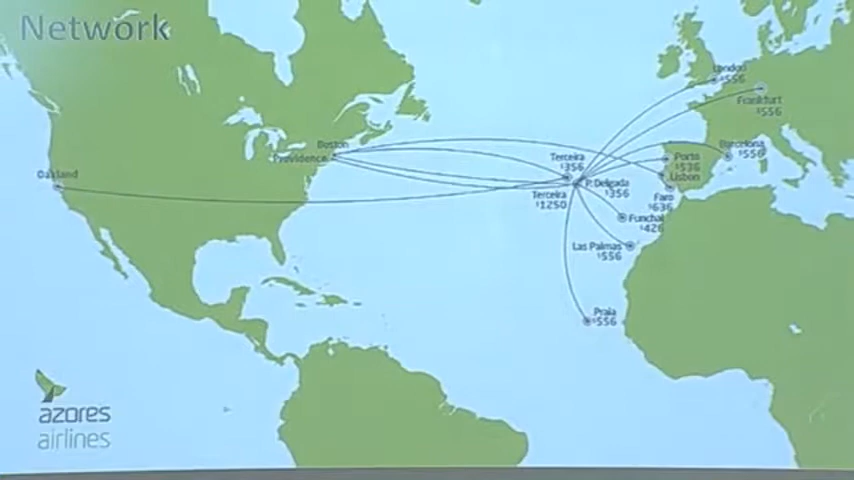 Network
London
$556
Frankfurt
$556
Boston
Providence
Oakland
Terceira
$356
Terceira
$1250
P. Delgada
$356
Porto
$536
Lisbon
Barcelona
$556
Faro
$636
Funchal
$426
Las Palmas
$556
Praia
$556
azores
airlines